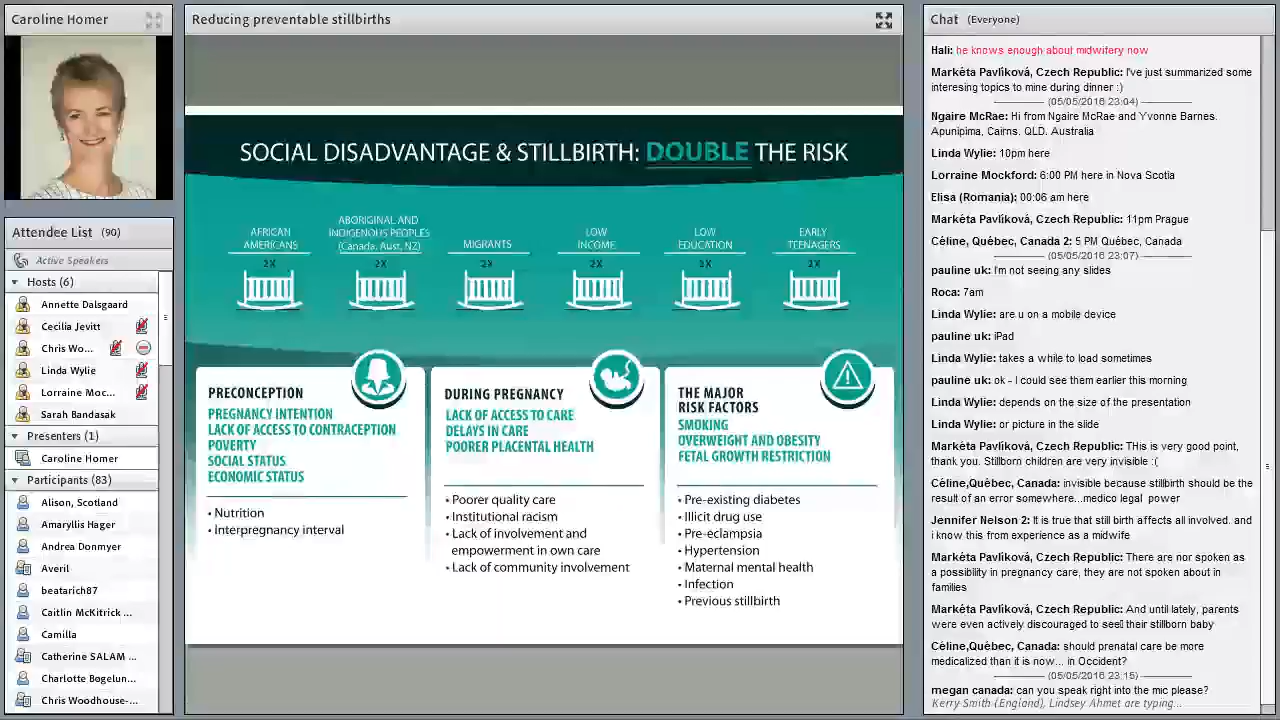 Caroline Homer
Attendee List (90)
Active Speakers
Hosts (6)
Annette Dalsgaard
Cecilia Jevitt
Chris Wo...
Linda Wylie
Lorraine Moc...
Sarah Bandasak
Presenters (1)
Caroline Homer
Participants (83)
Alison, Scotland
Amaryllis Hager
Andrea Donmyer
Averil
beatarich87
Caitlin McKitrick ...
Camilla
Catherine SALAM ...
Charlotte Bøgelun...
Chris Woodhouse-...
Reducing preventable stillbirths
SOCIAL DISADVANTAGE & STILLBIRTH: DOUBLE THE RISK
AFRICAN
AMERICANS
2X
ABORIGINAL AND
INDIGENOUS PEOPLES
(Canada, Aust, NZ)
2X
MIGRANTS
2X
LOW
INCOME
2X
LOW
EDUCATION
2X
EARLY
TEENAGERS
2X
PRECONCEPTION
PREGNANCY INTENTION
LACK OF ACCESS TO CONTRACEPTION
POVERTY
SOCIAL STATUS
ECONOMIC STATUS
• Nutrition
• Interpregnancy interval
DURING PREGNANCY
LACK OF ACCESS TO CARE
DELAYS IN CARE
POORER PLACENTAL HEALTH
• Poorer quality care
• Institutional racism
• Lack of involvement and
empowerment in own care
• Lack of community involvement
THE MAJOR
RISK FACTORS
SMOKING
OVERWEIGHT AND OBESITY
FETAL GROWTH RESTRICTION
• Pre-existing diabetes
• Illicit drug use
• Pre-eclampsia
• Hypertension
• Maternal mental health
• Infection
• Previous stillbirth
Chat (Everyone)
Hali: he knows enough about midwifery now
Markéta Pavlíková, Czech Republic: I've just summarized some
interesing topics to mine during dinner :)
(05/05/2016 23:04)
Ngaire McRae: Hi from Ngaire McRae and Yvonne Barnes.
Apunipima, Cairns. QLD. Australia
Linda Wylie: 10pm here
Lorraine Mockford: 6:00 PM here in Nova Scotia
Elisa (Romania): 00:06 am here
Markéta Pavlíková, Czech Republic: 11pm Prague
Céline, Québec, Canada 2: 5 PM Québec, Canada
(05/05/2016 23:07)
pauline uk: I'm not seeing any slides
Roca: 7am
Linda Wylie: are u on a mobile device
pauline uk: iPad
Linda Wylie: takes a while to load sometimes
pauline uk: ok - I could see them earlier this morning
Linda Wylie: depends on the size of the presentation
Linda Wylie: or picture in the slide
Markéta Pavlíková, Czech Republic: This is very good point,
thank you. Stillborn children are very invisible :(
Céline,Québec, Canada: invisible because stillbirth should be the
result of an error somewhere...medico legal power
Jennifer Nelson 2: It is true that still birth affects all involved. and
i know this from experience as a midwife
Markéta Pavlíková, Czech Republic: There are nor spoken as
a possibility in pregnancy care, they are not spoken about in
families
Markéta Pavlíková, Czech Republic: And until lately, parents
were even actively discouraged to see their stillborn baby
Céline,Québec, Canada: should prenatal care be more
medicalized than it is now... in Occident?
(05/05/2016 23:15)
megan canada: can you speak right into the mic please?
Kerry Smith (England), Lindsey Ahmet are typing...